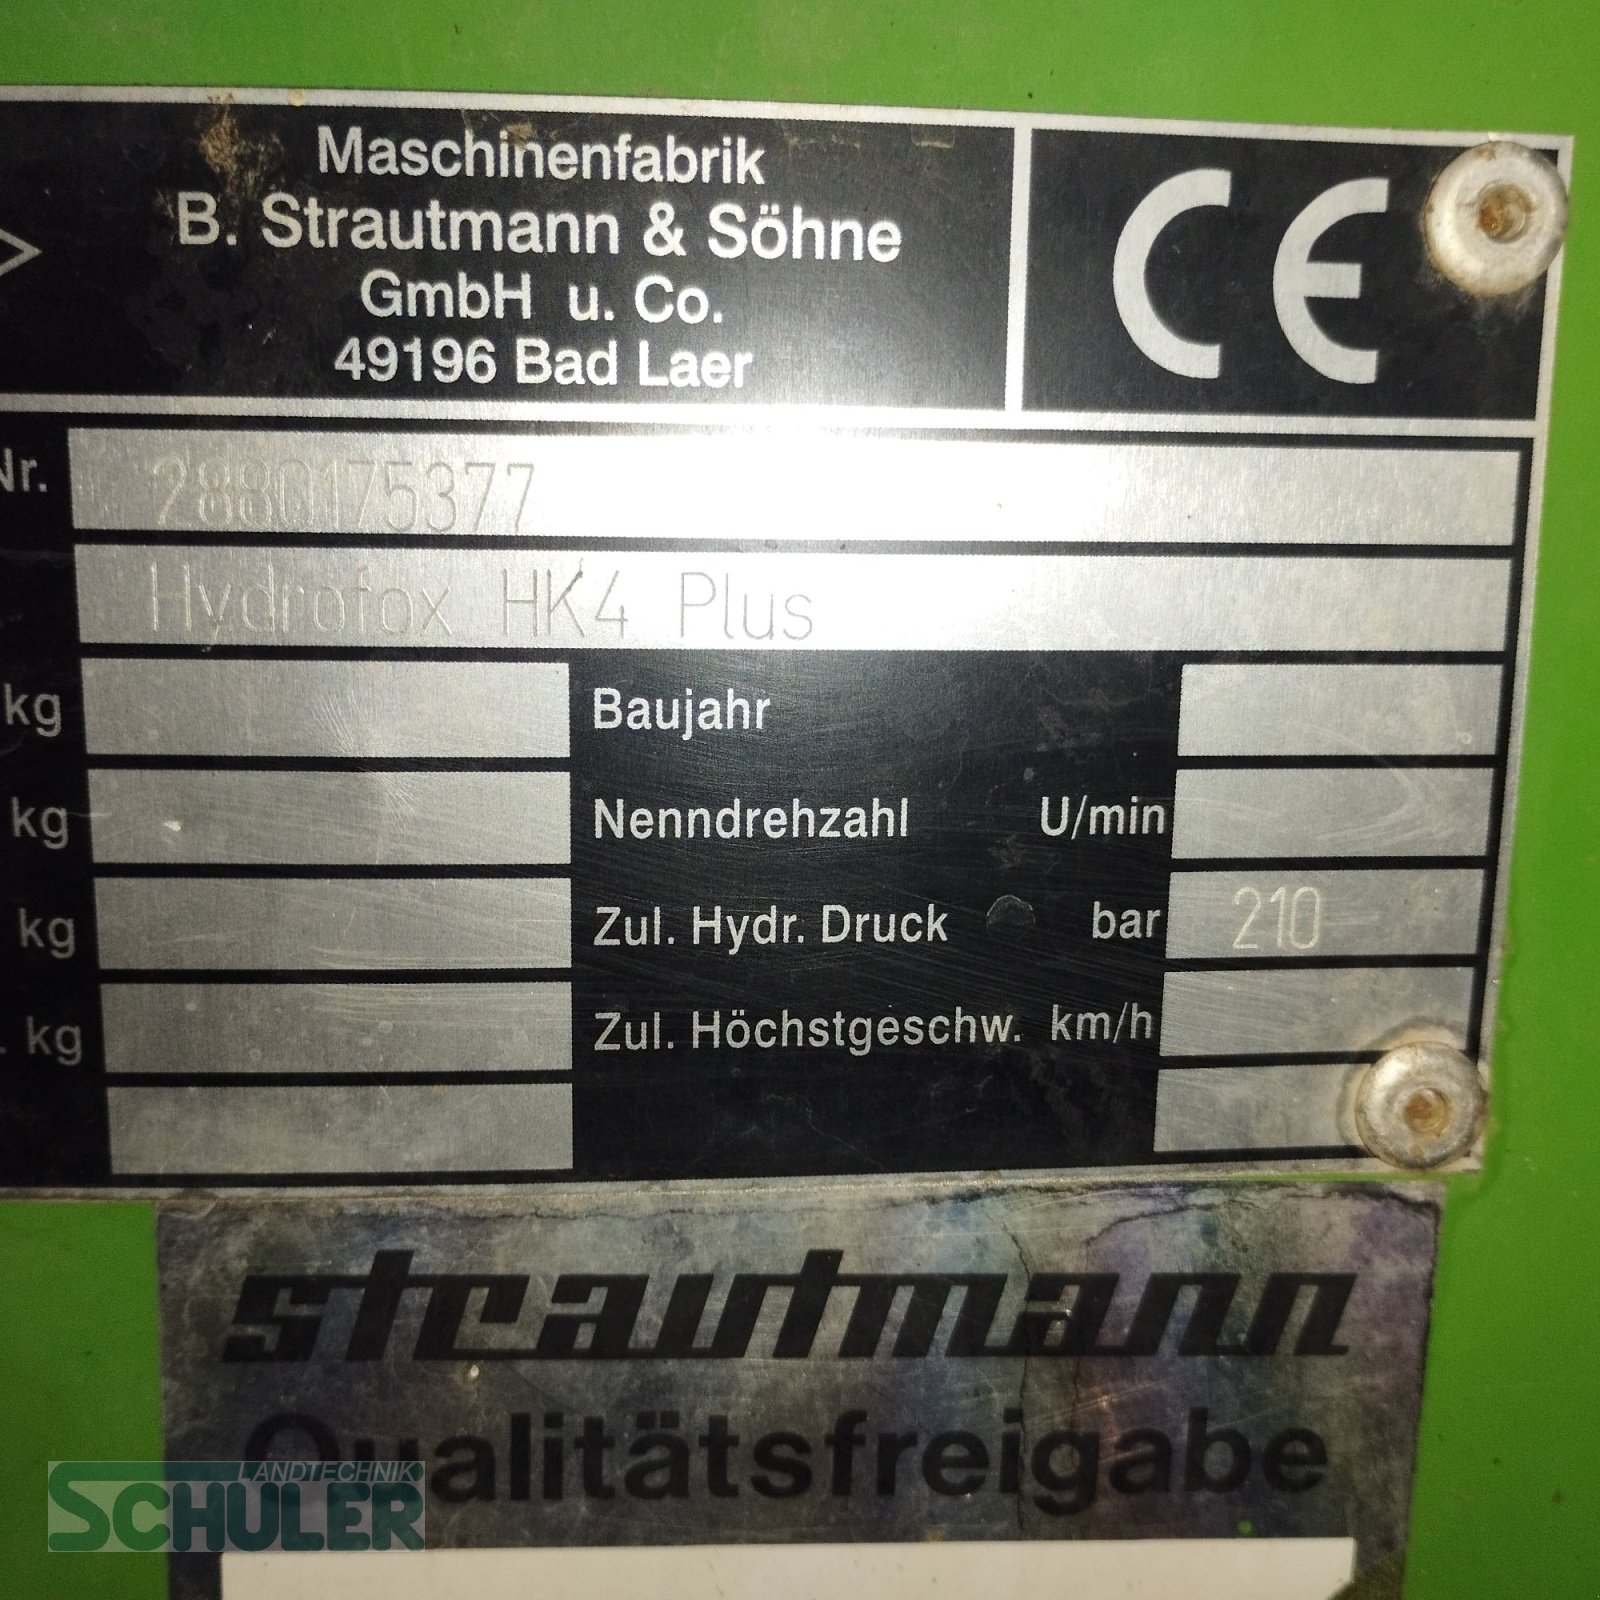 Maschinenfabrik
B. Strautmann & Söhne
GmbH u. Co.
49196 Bad Laer
CE
Nr. 2880175377
Hydrofox HK4 Plus
kg Baujahr
kg Nenndrehzahl U/min
kg Zul. Hydr. Druck bar 210
. kg Zul. Höchstgeschw. km/h
strautmann
Qualitätsfreigabe
LANDTECHNIK
SCHULER